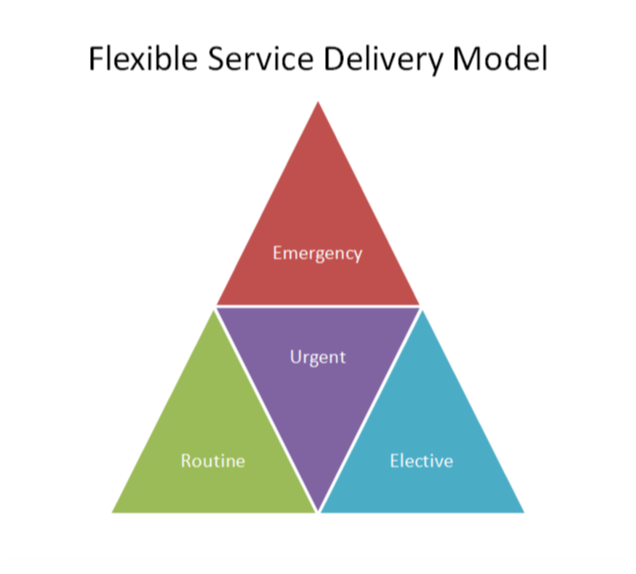 Flexible Service Delivery Model
Emergency
Urgent
Routine
Elective